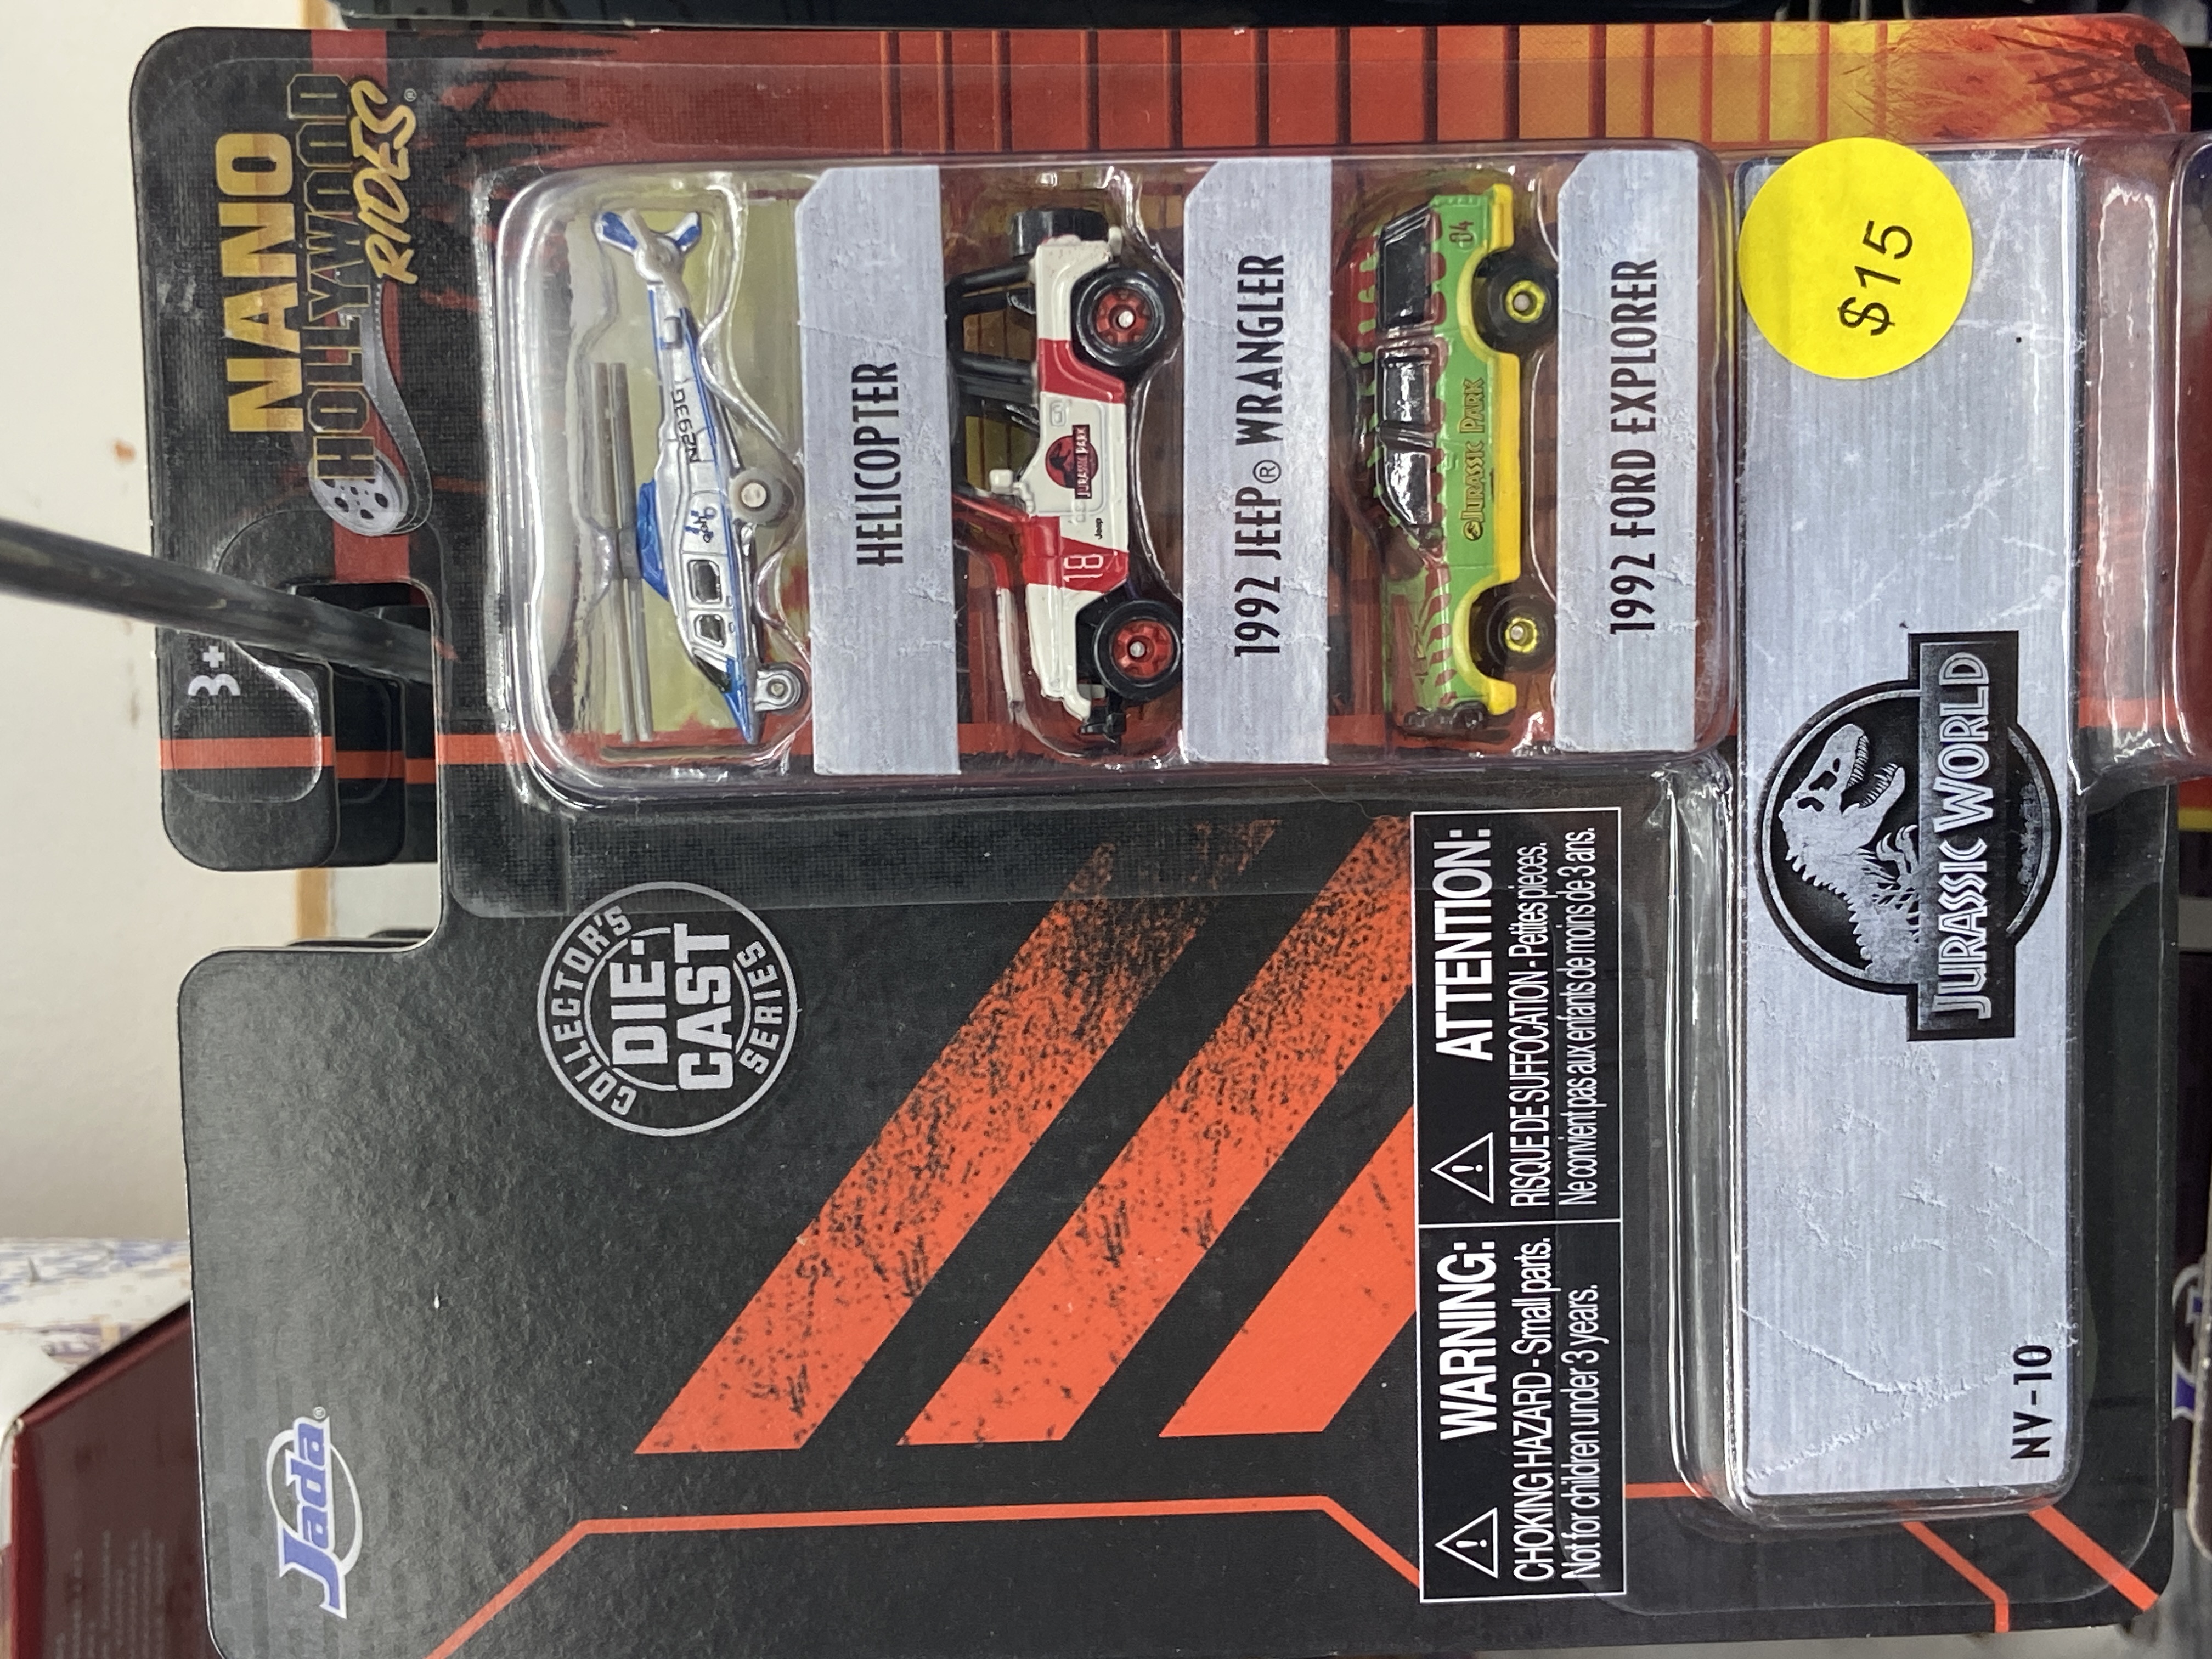 Jada®
NANO
HOLLYWOOD
RIDES®
3+
COLLECTOR'S
DIE-
CAST
SERIES
N293G
HELICOPTER
18
Jeep
JURASSIC PARK
1992 JEEP® WRANGLER
JURASSIC PARK
04
1992 FORD EXPLORER
WARNING:
CHOKING HAZARD - Small parts.
Not for children under 3 years.
ATTENTION:
RISQUE DE SUFFOCATION - Petites pièces.
Ne convient pas aux enfants de moins de 3 ans.
NV-10
JURASSIC WORLD
$15